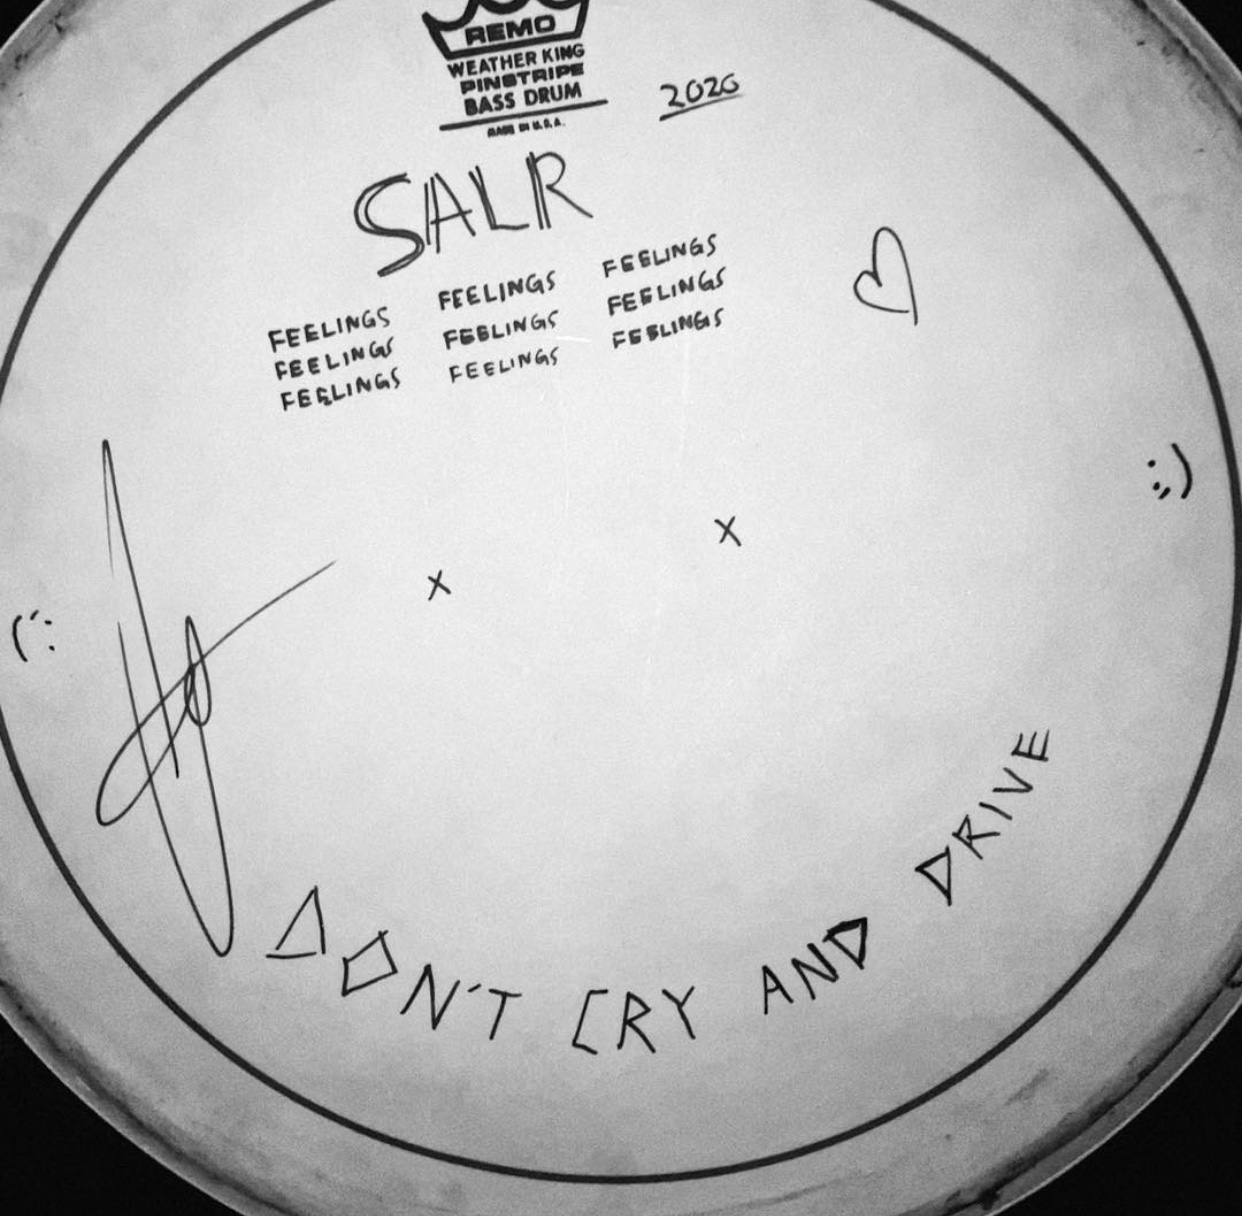 REMO
WEATHER KING
PINSTRIPE
BASS DRUM
MADE IN U.S.A.
2020
SALR
FEELINGS FEELINGS FEELINGS
FEELINGS FEELINGS FEELINGS
FEELINGS FEELINGS FEELINGS
:,)
(':
X X
DON'T CRY AND DRIVE